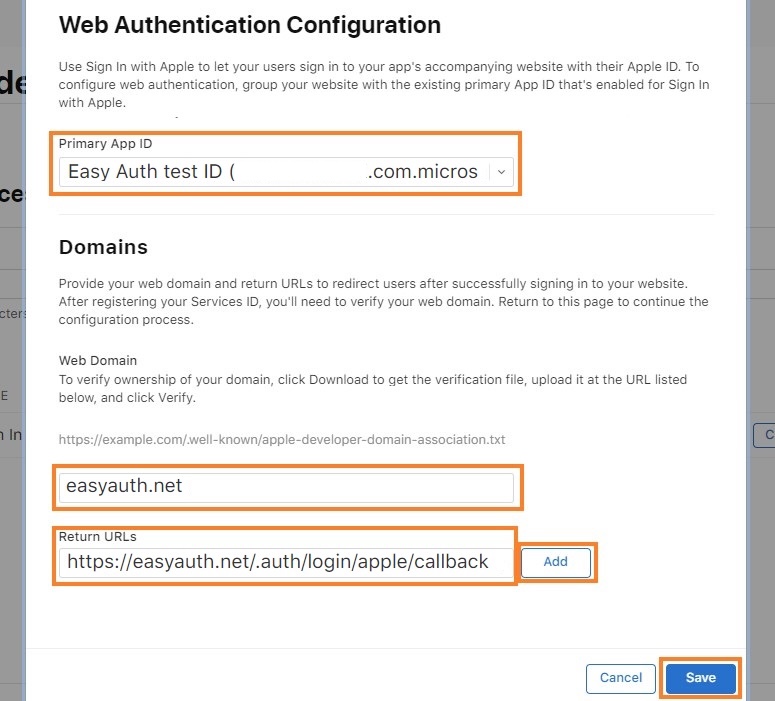 Web Authentication Configuration
Use Sign In with Apple to let your users sign in to your app's accompanying website with their Apple ID. To
configure web authentication, group your website with the existing primary App ID that's enabled for Sign In
with Apple.
de
Primary App ID
Easy Auth test ID ( .com.micros
ces
Domains
Provide your web domain and return URLs to redirect users after successfully signing in to your website.
After registering your Services ID, you'll need to verify your web domain. Return to this page to continue the
configuration process.
cters
Web Domain
To verify ownership of your domain, click Download to get the verification file, upload it at the URL listed
below, and click Verify.
E
n In
C
https://example.com/.well-known/apple-developer-domain-association.txt
easyauth.net
Return URLs
https://easyauth.net/.auth/login/apple/callback
Add
Cancel
Save